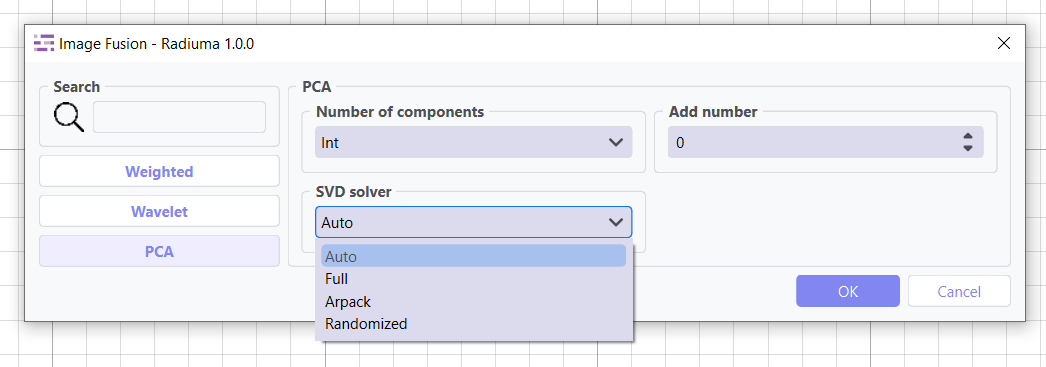 Image Fusion - Radiuma 1.0.0
Search
Weighted
Wavelet
PCA
PCA
Number of components
Int
Add number
0
SVD solver
Auto
Auto
Full
Arpack
Randomized
OK
Cancel